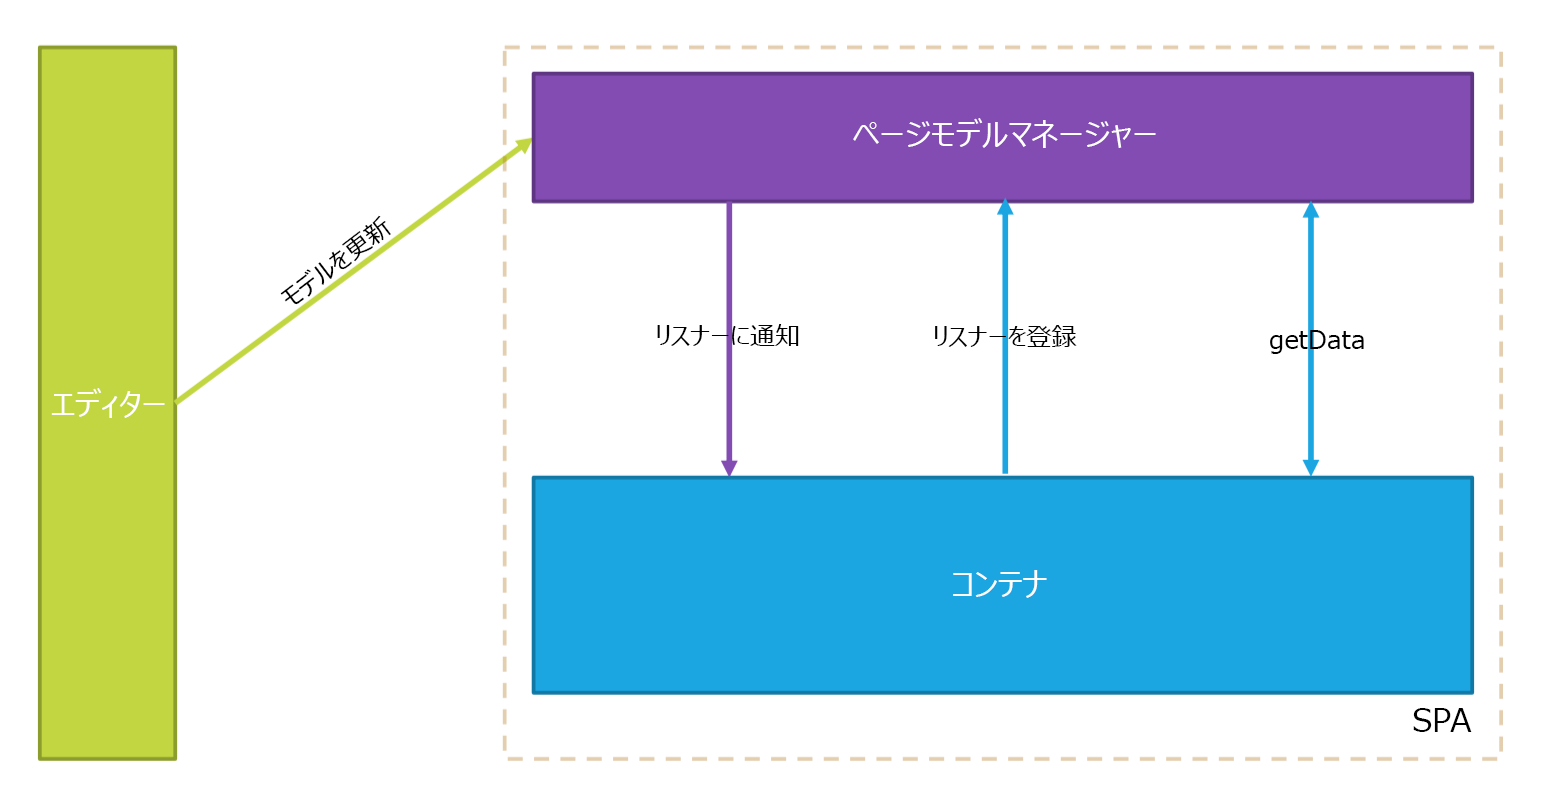 ページモデルマネージャー
モデルを更新
リスナーに通知
リスナーを登録
getData
エディター
コンテナ
SPA